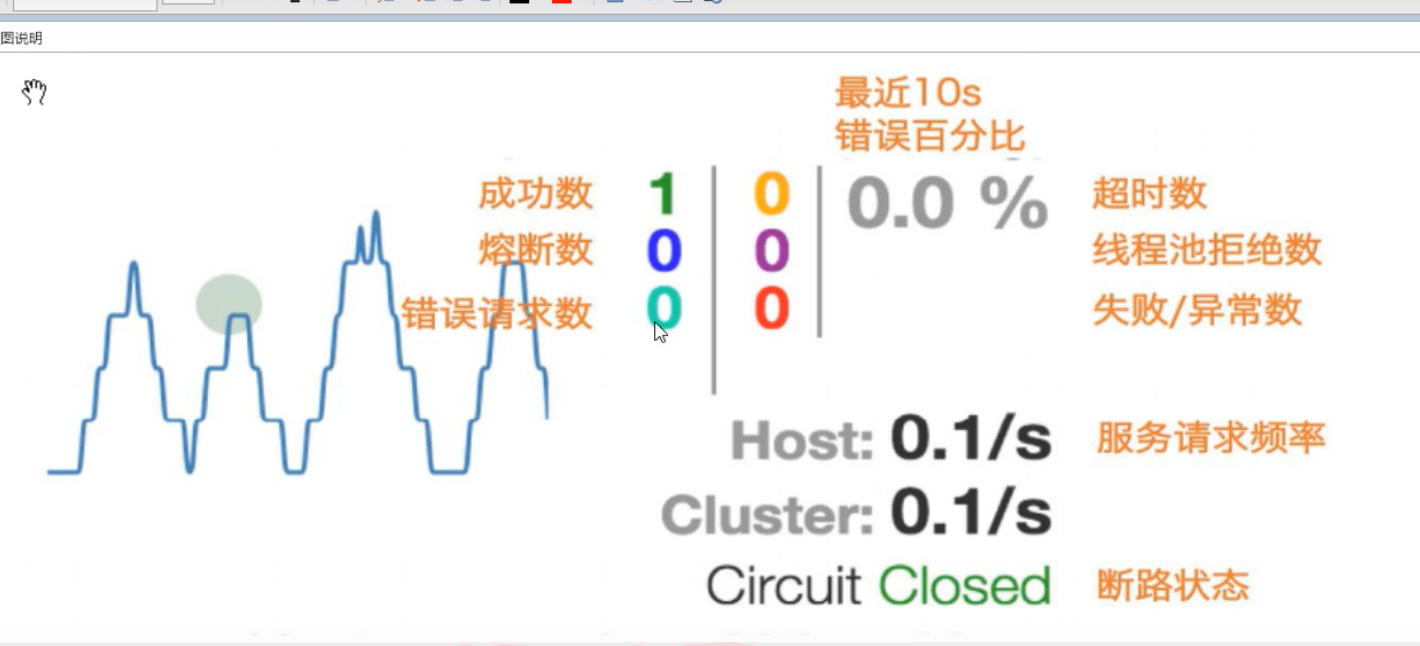 图说明
最近10s
错误百分比
成功数 1 0 0.0 % 超时数
熔断数 0 0 线程池拒绝数
错误请求数 0 0 失败/异常数
Host: 0.1/s 服务请求频率
Cluster: 0.1/s
Circuit Closed 断路状态